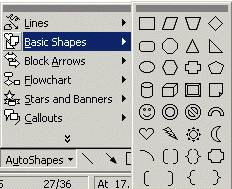 Lines
Basic Shapes
Block Arrows
Flowchart
Stars and Banners
Callouts
AutoShapes
27/36 At 17.